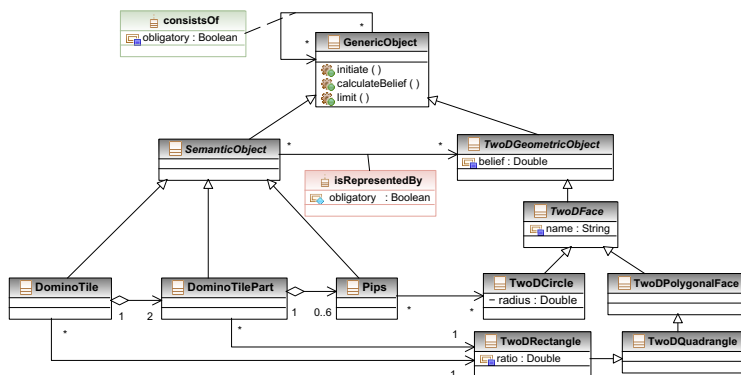 consistsOf
obligatory : Boolean
*
*
GenericObject
initiate ( )
calculateBelief ( )
limit ( )
SemanticObject
*
*
TwoDGeometricObject
belief : Double
isRepresentedBy
obligatory : Boolean
TwoDFace
name : String
DominoTile
DominoTilePart
Pips
TwoDCircle
– radius : Double
TwoDPolygonalFace
1
2
1
0..6
*
*
*
*
1
TwoDRectangle
ratio : Double
TwoDQuadrangle
1